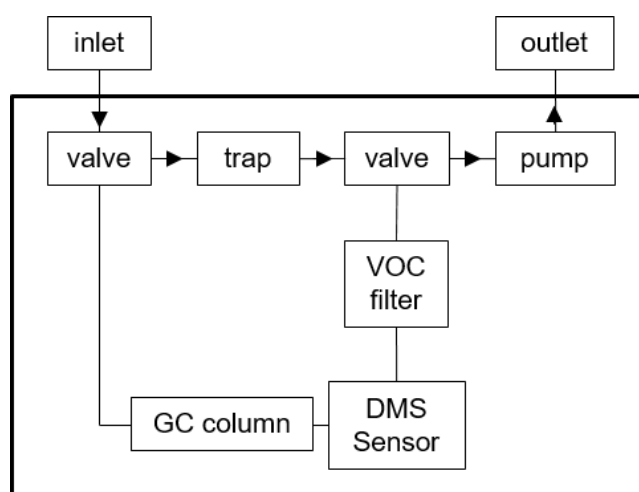 inlet
outlet
valve
trap
valve
pump
VOC
filter
GC column
DMS
Sensor